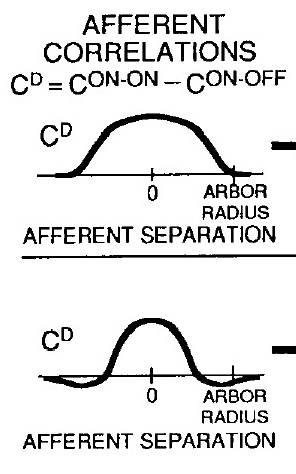 AFFERENT
CORRELATIONS
C^D = C^ON-ON – C^ON-OFF
C^D
0
ARBOR
RADIUS
AFFERENT SEPARATION
C^D
0
ARBOR
RADIUS
AFFERENT SEPARATION